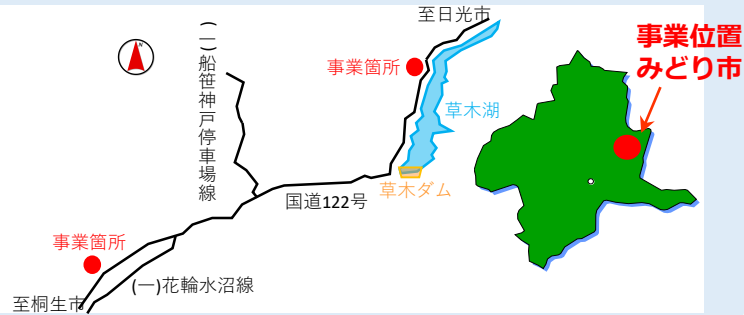 至日光市
事業位置
みどり市
(一)船笹神戸停車場線
N
事業箇所
草木湖
草木ダム
国道122号
事業箇所
(一)花輪水沼線
至桐生市